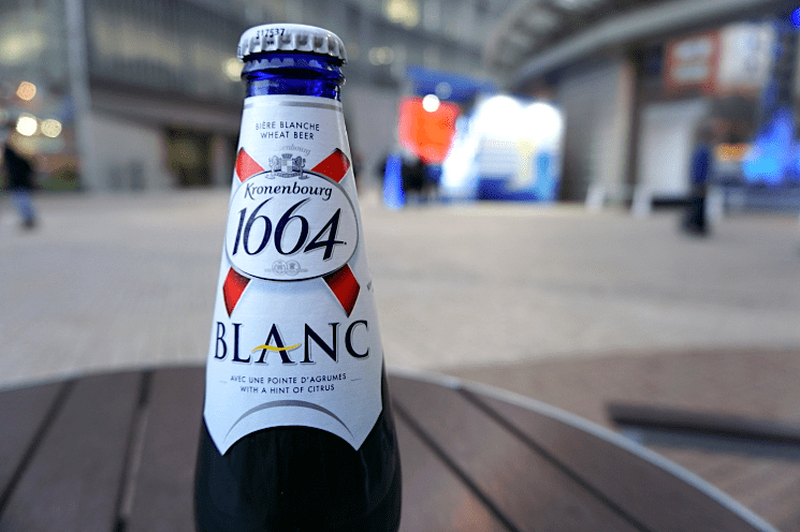 BIÈRE BLANCHE
WHEAT BEER
Kronenbourg
1664
BLANC
AVEC UNE POINTE D'AGRUMES
WITH A HINT OF CITRUS